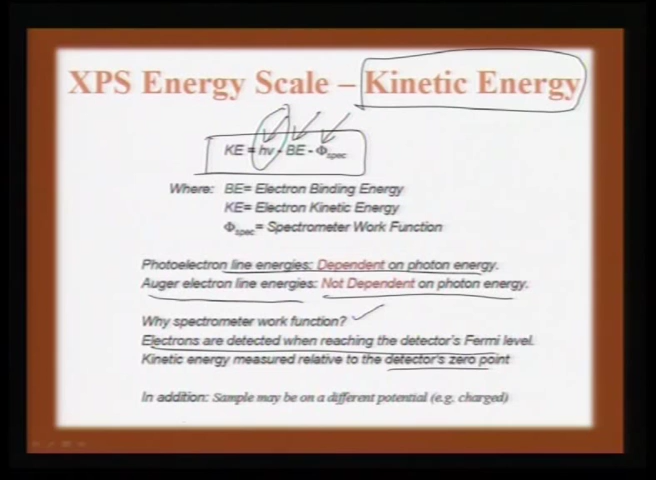 XPS Energy Scale – Kinetic Energy
KE = hν - BE - Φspec
Where: BE= Electron Binding Energy
KE= Electron Kinetic Energy
Φspec= Spectrometer Work Function
Photoelectron line energies: Dependent on photon energy.
Auger electron line energies: Not Dependent on photon energy.
Why spectrometer work function?
Electrons are detected when reaching the detector's Fermi level.
Kinetic energy measured relative to the detector's zero point
In addition: Sample may be on a different potential (e.g. charged)